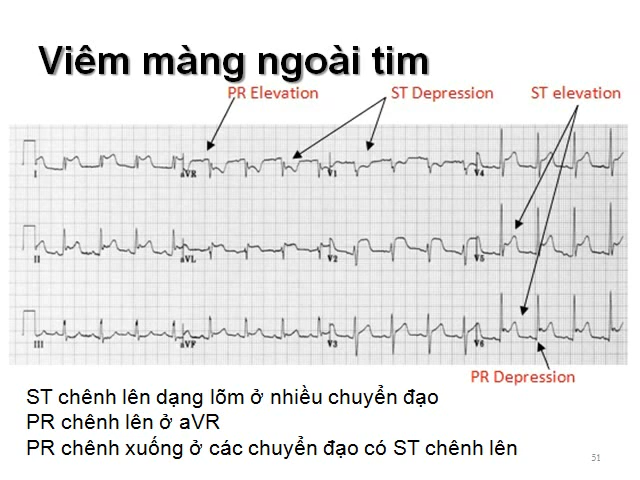 Viêm màng ngoài tim
PR Elevation
ST Depression
ST elevation
I
aVR
V1
V4
II
aVL
V2
V5
III
aVF
V3
V6
PR Depression
ST chênh lên dạng lõm ở nhiều chuyển đạo
PR chênh lên ở aVR
PR chênh xuống ở các chuyển đạo có ST chênh lên
51